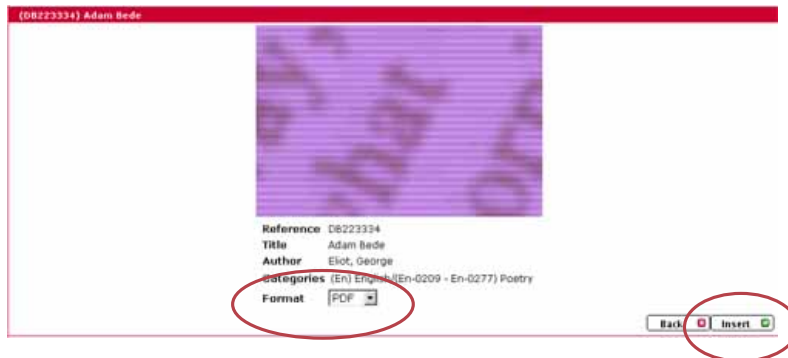 (DB223334) Adam Bede
what
Reference DB223334
Title Adam Bede
Author Eliot, George
Categories (En) English/(En-0209 - En-0277) Poetry
Format PDF
Back Insert